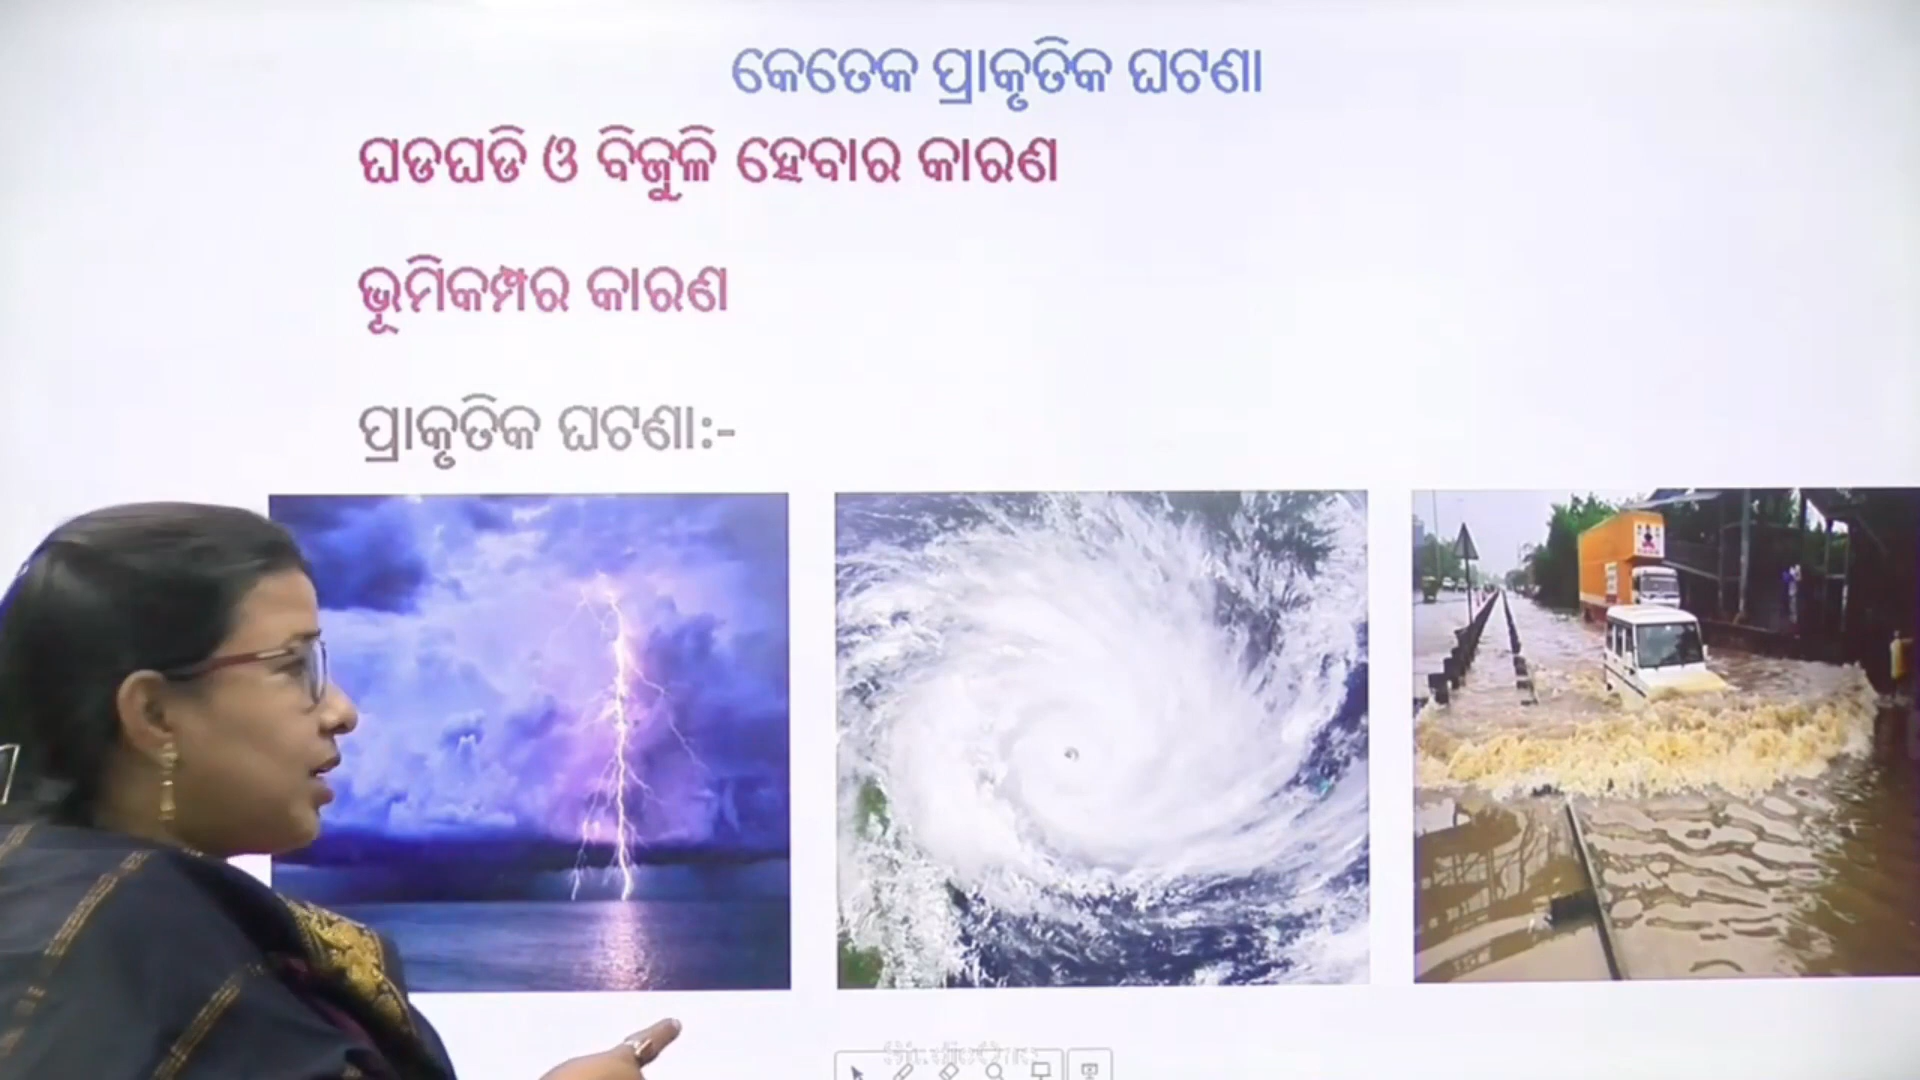 କେତେକ ପ୍ରାକୃତିକ ଘଟଣା
ଘଡଘଡି ଓ ବିଜୁଳି ହେବାର କାରଣ
ଭୂମିକମ୍ପର କାରଣ
ପ୍ରାକୃତିକ ଘଟଣା:-